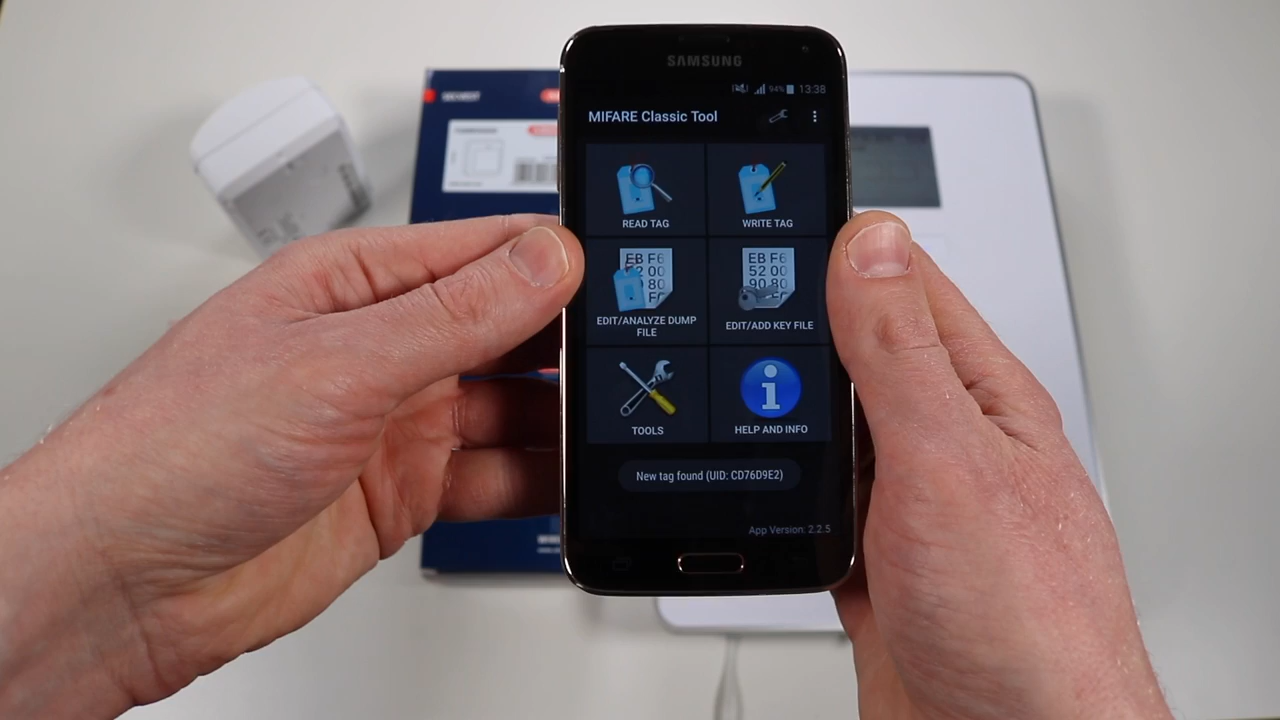 SAMSUNG
94% 13:38
MIFARE Classic Tool
READ TAG
WRITE TAG
EB F6
52 00
90 80
EB F6
52 00
90 80
EDIT/ANALYZE DUMP
FILE
EDIT/ADD KEY FILE
TOOLS
HELP AND INFO
New tag found (UID: CD76D9E2)
App Version: 2.2.5